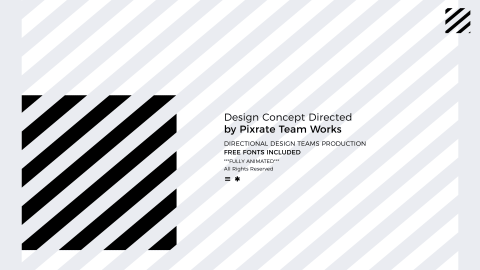 Design Concept Directed
by Pixrate Team Works
DIRECTIONAL DESIGN TEAMS PRODUCTION
FREE FONTS INCLUDED
**FULLY ANIMATED**
All Rights Reserved
= *